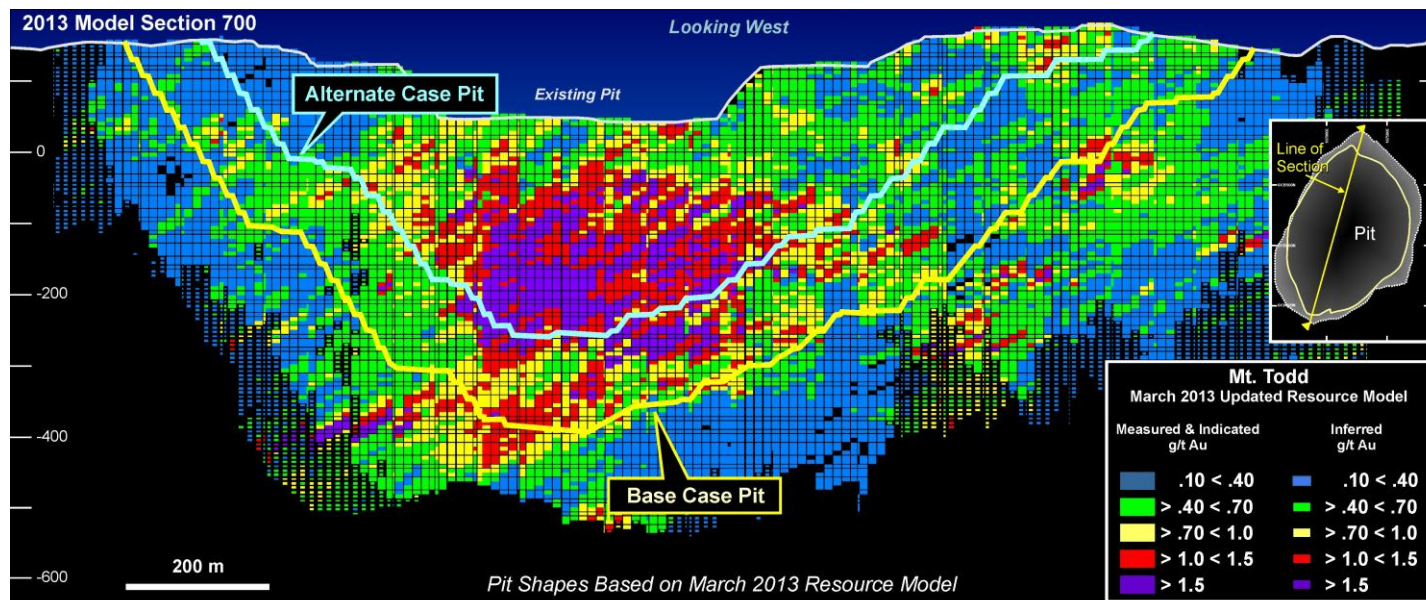 2013 Model Section 700
Looking West
Alternate Case Pit
Existing Pit
0
-200
-400
-600
Line of
Section
Pit
Base Case Pit
200 m
Pit Shapes Based on March 2013 Resource Model
Mt. Todd
March 2013 Updated Resource Model
Measured & Indicated
g/t Au
Inferred
g/t Au
.10 < .40
> .40 < .70
> .70 < 1.0
> 1.0 < 1.5
> 1.5
.10 < .40
> .40 < .70
> .70 < 1.0
> 1.0 < 1.5
> 1.5